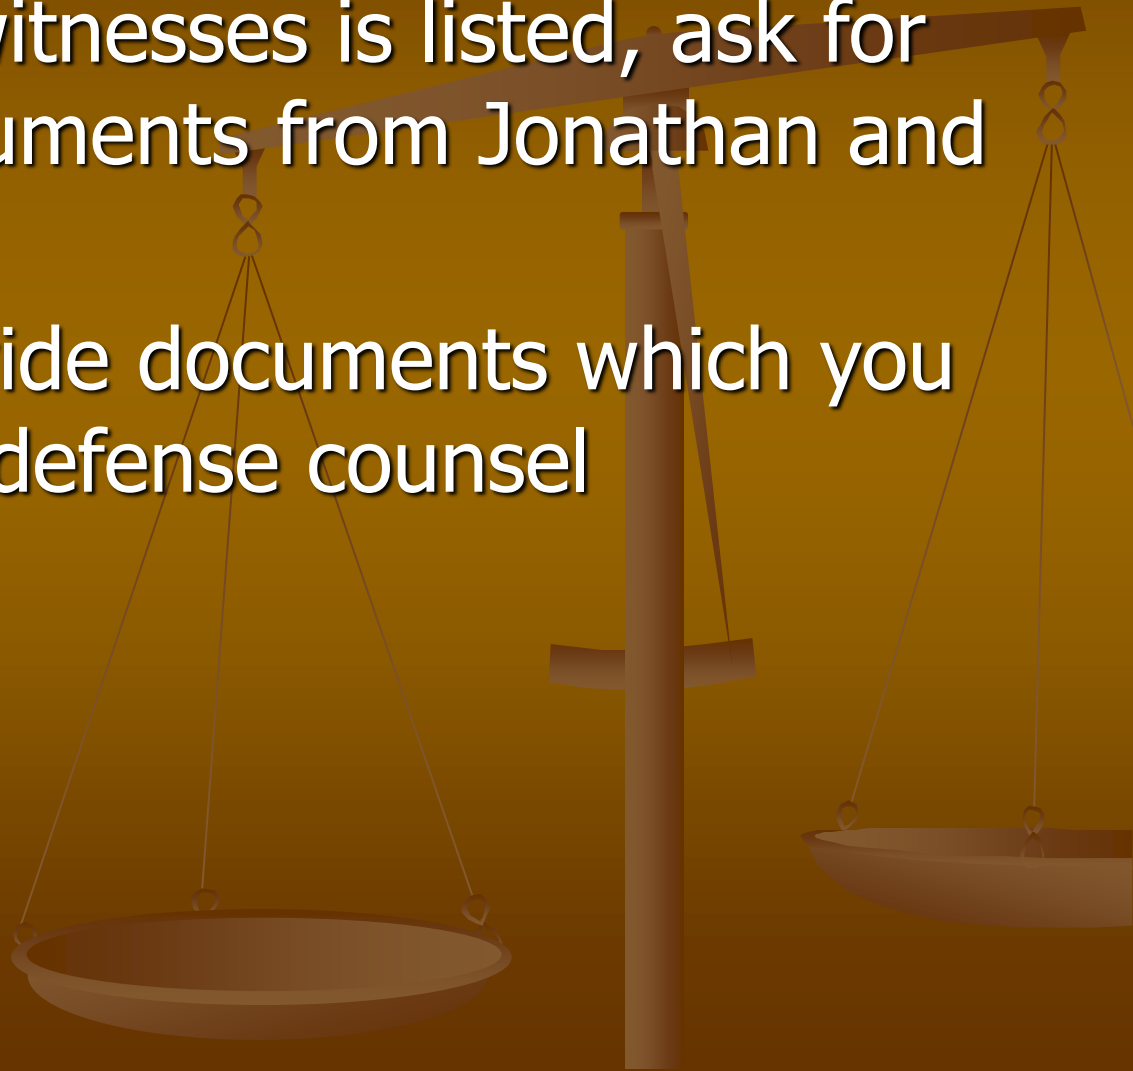 itnesses is listed, ask for
uments from Jonathan and
ide documents which you
defense counsel